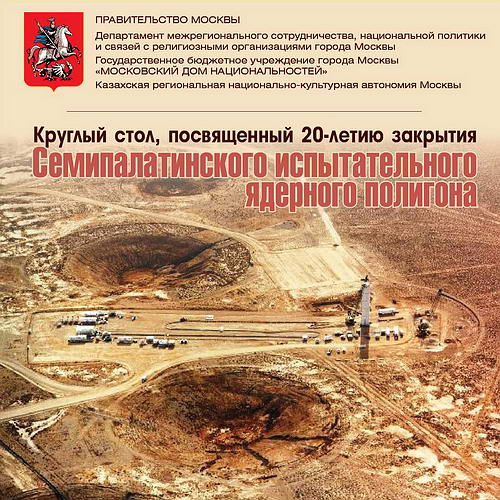 ПРАВИТЕЛЬСТВО МОСКВЫ
Департамент межрегионального сотрудничества, национальной политики
и связей с религиозными организациями города Москвы
Государственное бюджетное учреждение города Москвы
«МОСКОВСКИЙ ДОМ НАЦИОНАЛЬНОСТЕЙ»
Казахская региональная национально-культурная автономия Москвы
Круглый стол, посвященный 20-летию закрытия
Семипалатинского испытательного
ядерного полигона